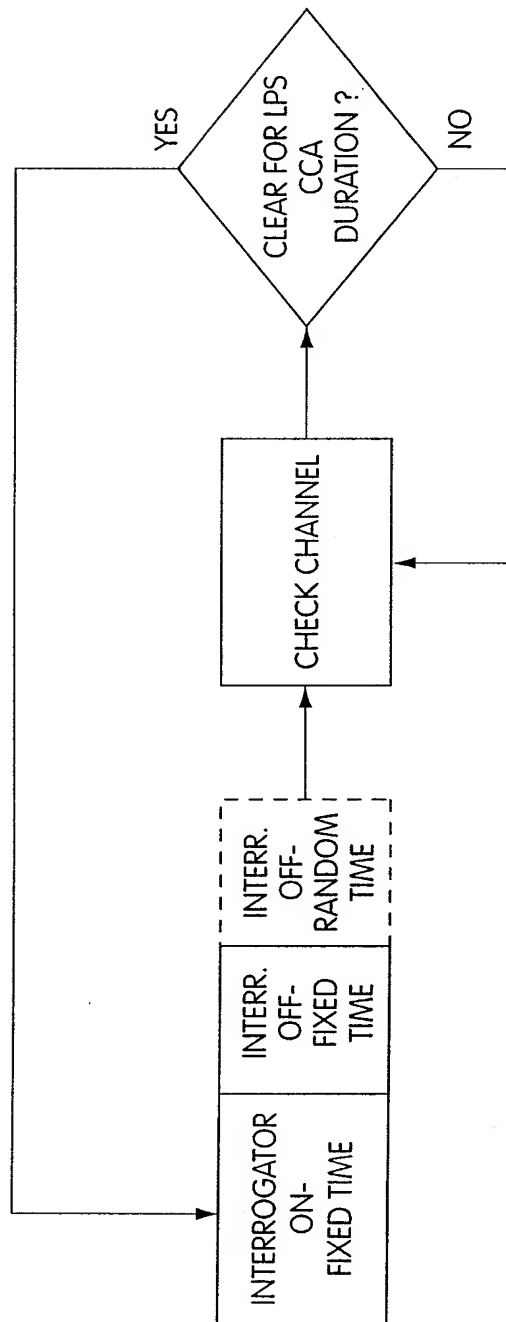 INTERROGATOR
ON-
FIXED TIME
INTERR.
OFF-
FIXED
TIME
INTERR.
OFF-
RANDOM
TIME
CHECK CHANNEL
CLEAR FOR LPS
CCA
DURATION ?
YES
NO